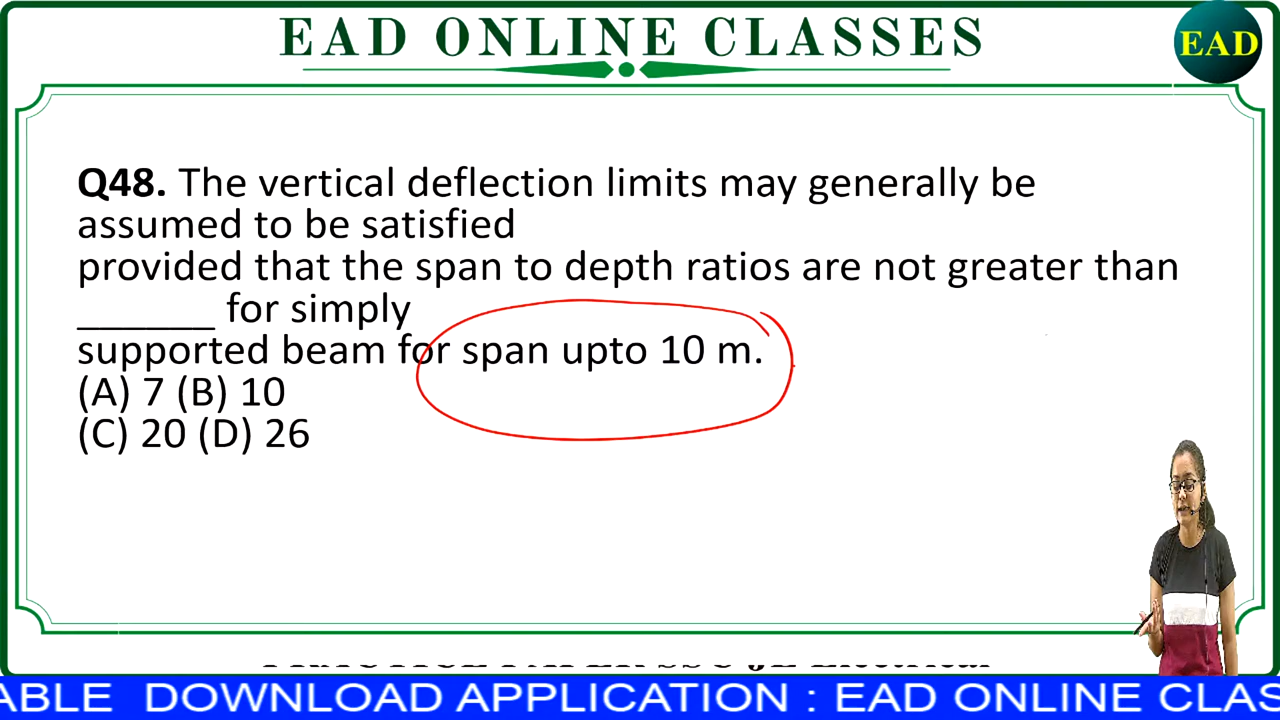 EAD ONLINE CLASSES
EAD
Q48. The vertical deflection limits may generally be
assumed to be satisfied
provided that the span to depth ratios are not greater than
______ for simply
supported beam for span upto 10 m.
(A) 7 (B) 10
(C) 20 (D) 26
ABLE DOWNLOAD APPLICATION : EAD ONLINE CLAS